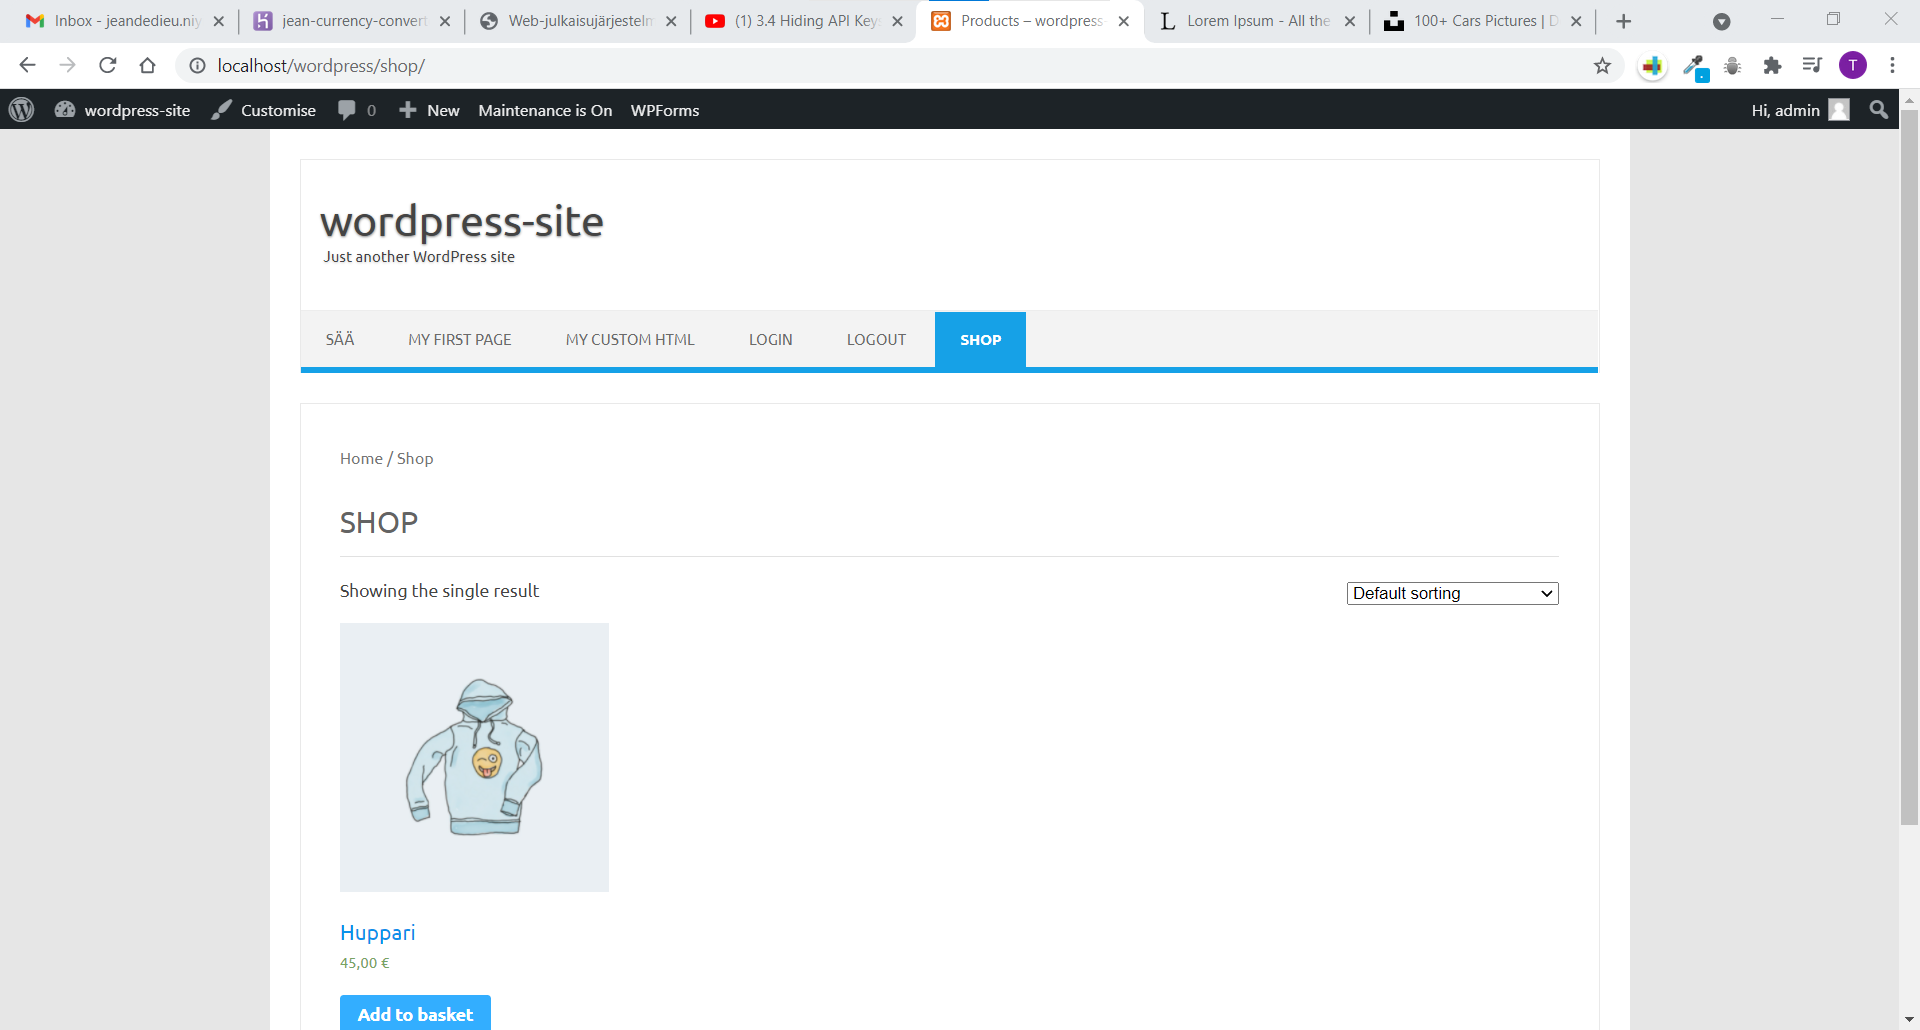 Inbox - jeandedieu.niy
jean-currency-convert
Web-julkaisujärjestelm
(1) 3.4 Hiding API Key
Products – wordpress-
Lorem Ipsum - All the
100+ Cars Pictures | D
localhost/wordpress/shop/
T
wordpress-site Customise 0 New Maintenance is On WPForms Hi, admin
wordpress-site
Just another WordPress site
SÄÄ MY FIRST PAGE MY CUSTOM HTML LOGIN LOGOUT SHOP
Home / Shop
SHOP
Showing the single result
Default sorting
Huppari
45,00 €
Add to basket